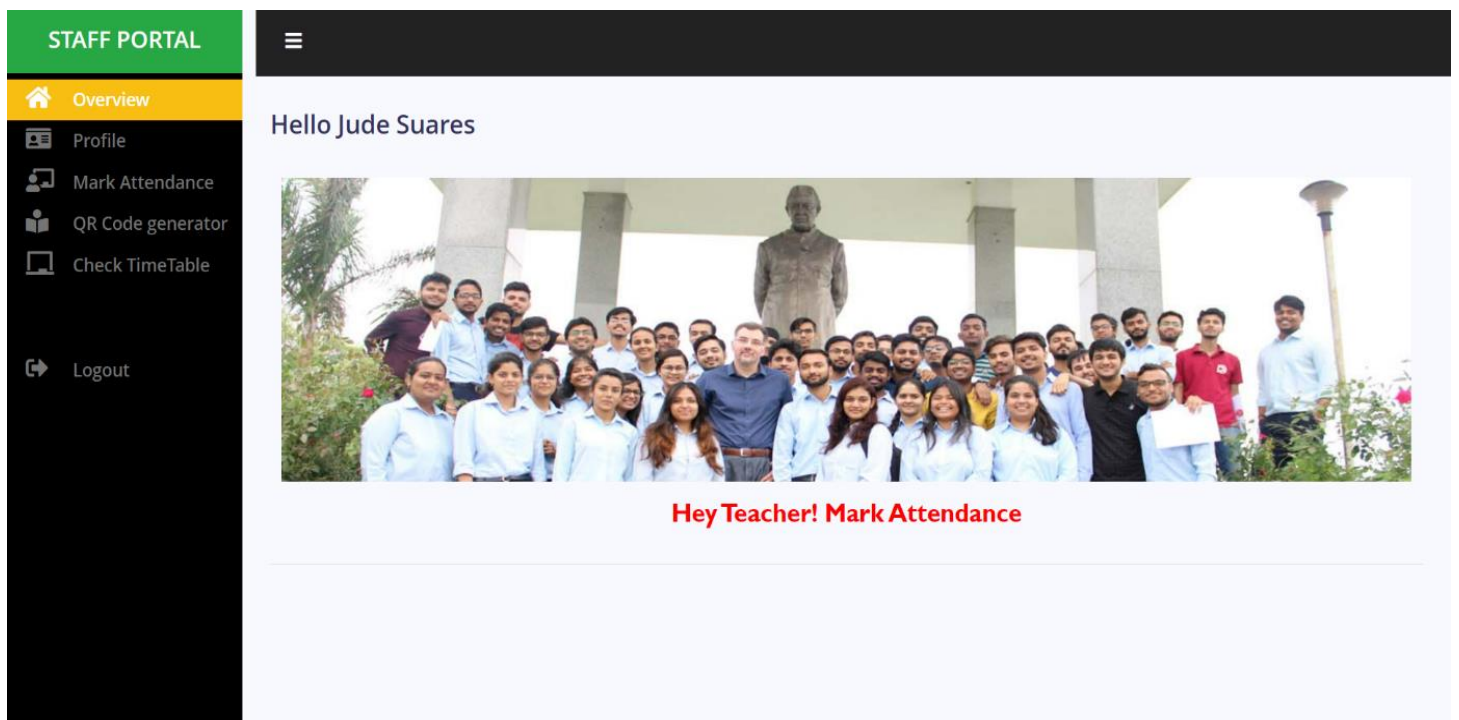 STAFF PORTAL
Overview
Profile
Mark Attendance
QR Code generator
Check TimeTable
Logout
Hello Jude Suares
Hey Teacher! Mark Attendance